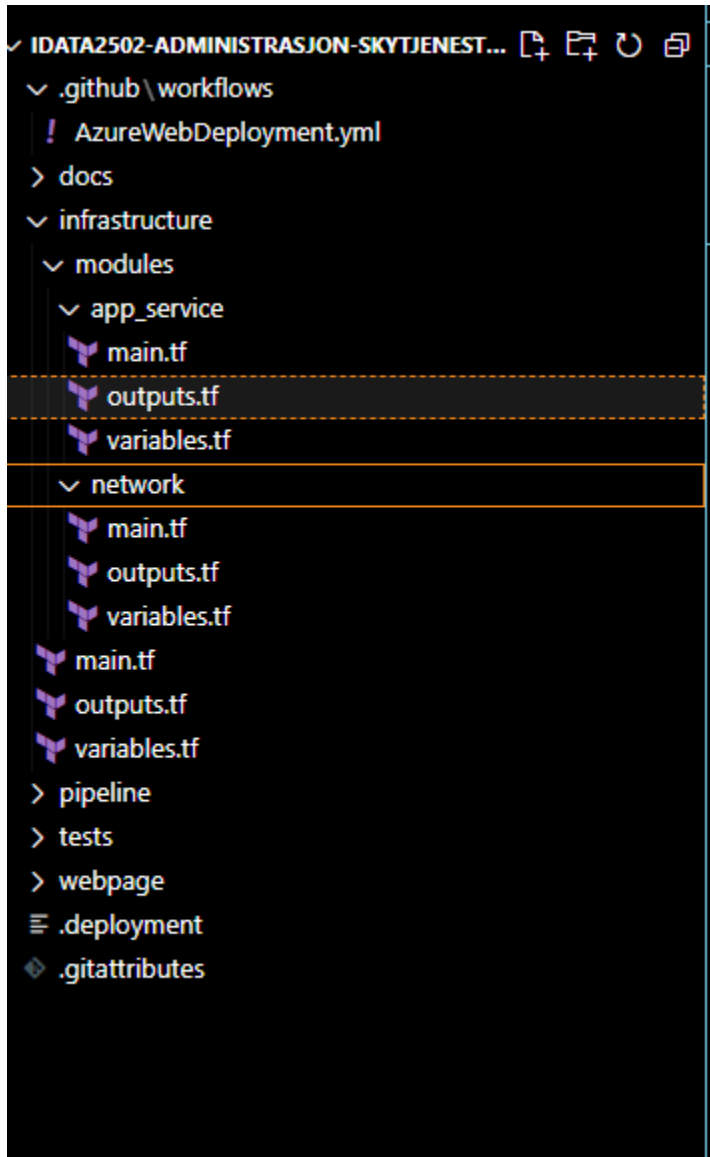 IDATA2502-ADMINISTRASJON-SKYTJENEST...
.github\workflows
! AzureWebDeployment.yml
docs
infrastructure
modules
app_service
main.tf
outputs.tf
variables.tf
network
main.tf
outputs.tf
variables.tf
main.tf
outputs.tf
variables.tf
pipeline
tests
webpage
.deployment
.gitattributes